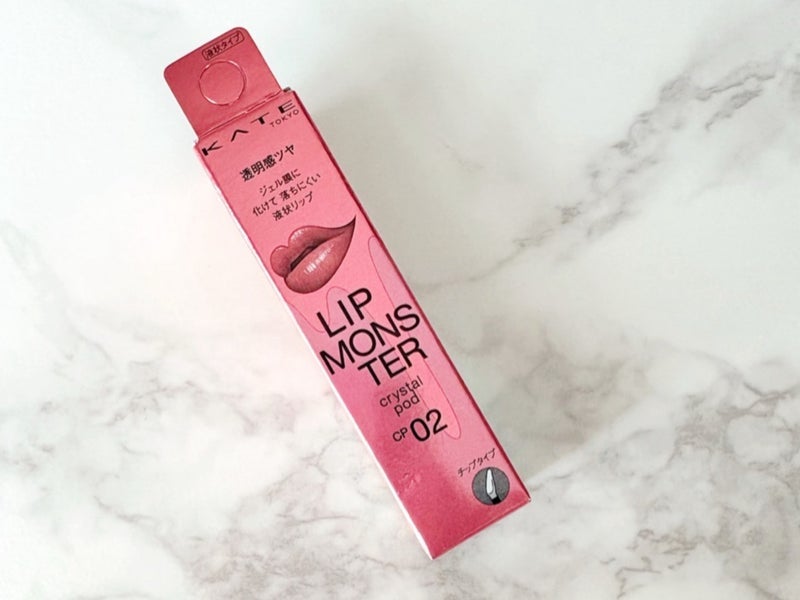 液状タイプ
KATE
TOKYO
透明感ツヤ
ジェル膜に
化けて 落ちにくい
液状リップ
LIP
MONS
TER
crystal
pod
CP 02
チップタイプ